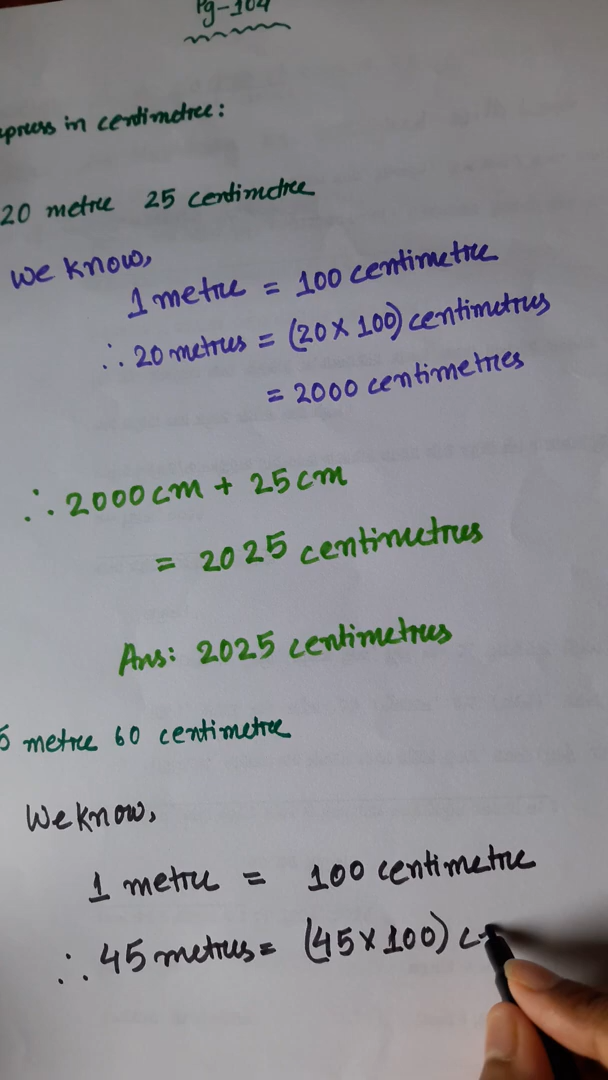 Pg-104
xpress in centimetre:
20 metre 25 centimetre
We know,
1 metre = 100 centimetre
∴ 20 metres = (20 × 100) centimetres
= 2000 centimetres
∴ 2000 cm + 25 cm
= 2025 centimetres
Ans: 2025 centimetres
5 metre 60 centimetre
We know,
1 metre = 100 centimetre
∴ 45 metres = (45 × 100) c